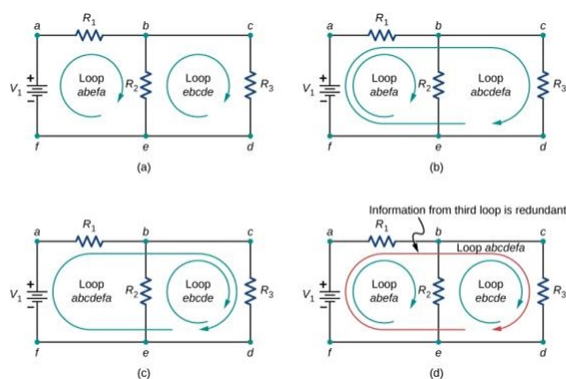 R1
a b c
V1 + − Loop abefa R2 Loop ebcde R3
f e d
(a)
R1
a b c
V1 + − Loop abefa R2 Loop abcdefa R3
f e d
(b)
R1
a b c
V1 + − Loop abcdefa R2 Loop ebcde R3
f e d
(c)
Information from third loop is redundant
R1
a b c
Loop abcdefa
V1 + − Loop abefa R2 Loop ebcde R3
f e d
(d)